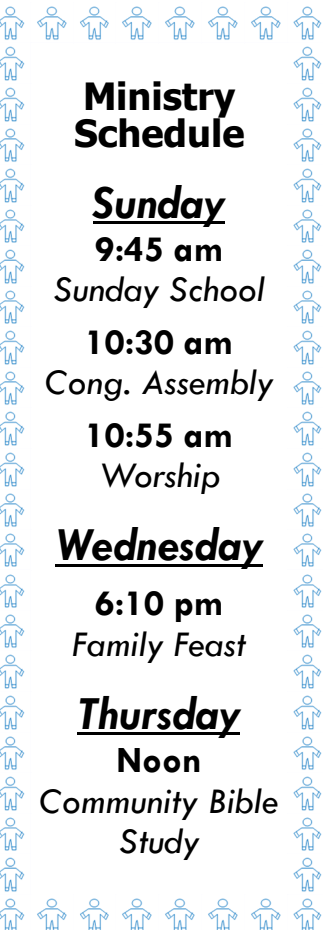 Ministry
Schedule
Sunday
9:45 am
Sunday School
10:30 am
Cong. Assembly
10:55 am
Worship
Wednesday
6:10 pm
Family Feast
Thursday
Noon
Community Bible
Study